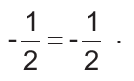 -1/2 = -1/2 .